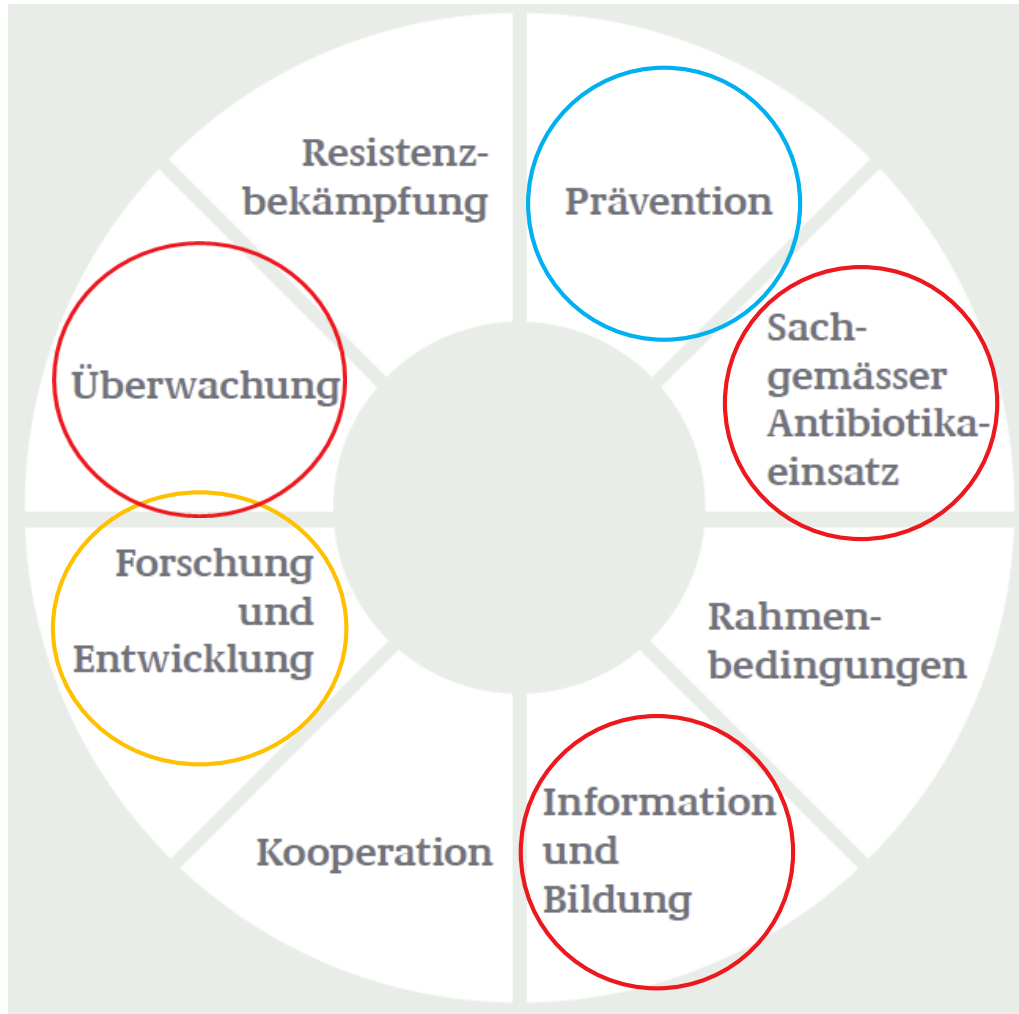 Resistenz-
bekämpfung
Prävention
Sach-
gemässer
Antibiotika-
einsatz
Überwachung
Forschung
und
Entwicklung
Rahmen-
bedingungen
Kooperation
Information
und
Bildung